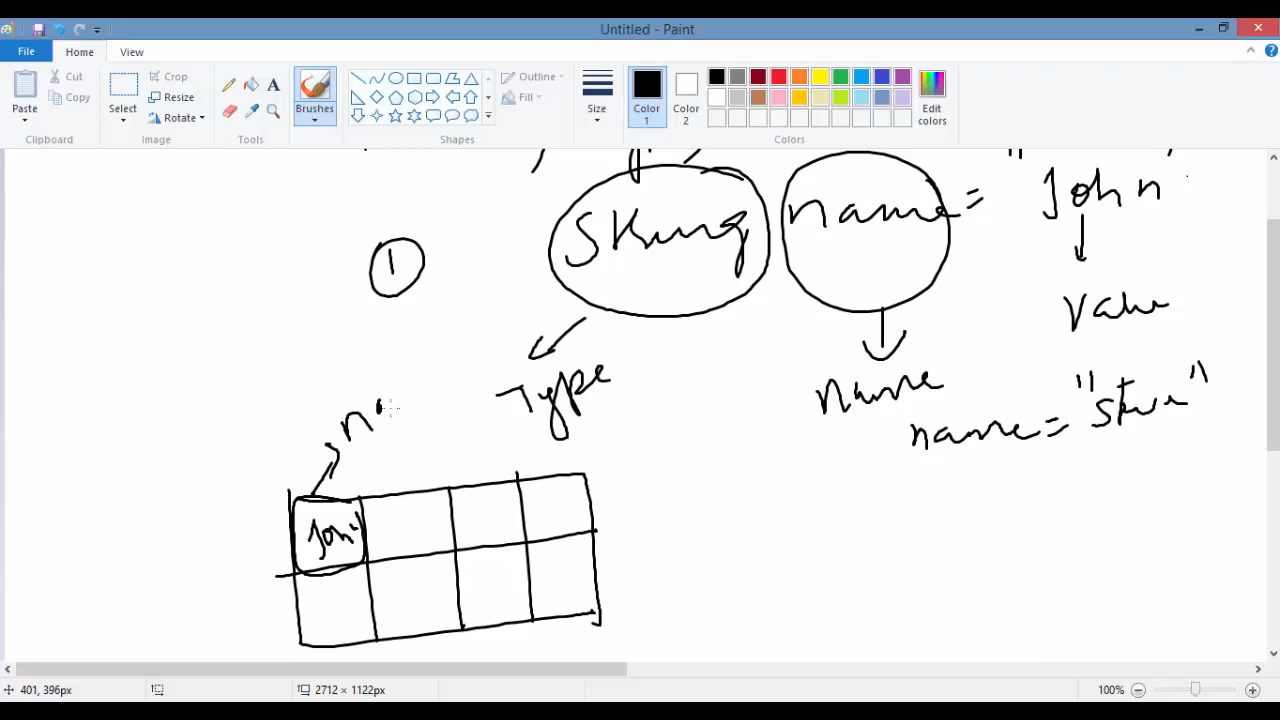 Untitled - Paint
File Home View
Cut
Crop
Copy
Resize
Rotate
Paste
Select
Brushes
Outline
Fill
Size
Color 1
Color 2
Edit colors
Clipboard
Image
Tools
Shapes
Colors
String name = "John"
1
Value
Type
name
name = "Steve"
n
John
401, 396px
2712 × 1122px
100%